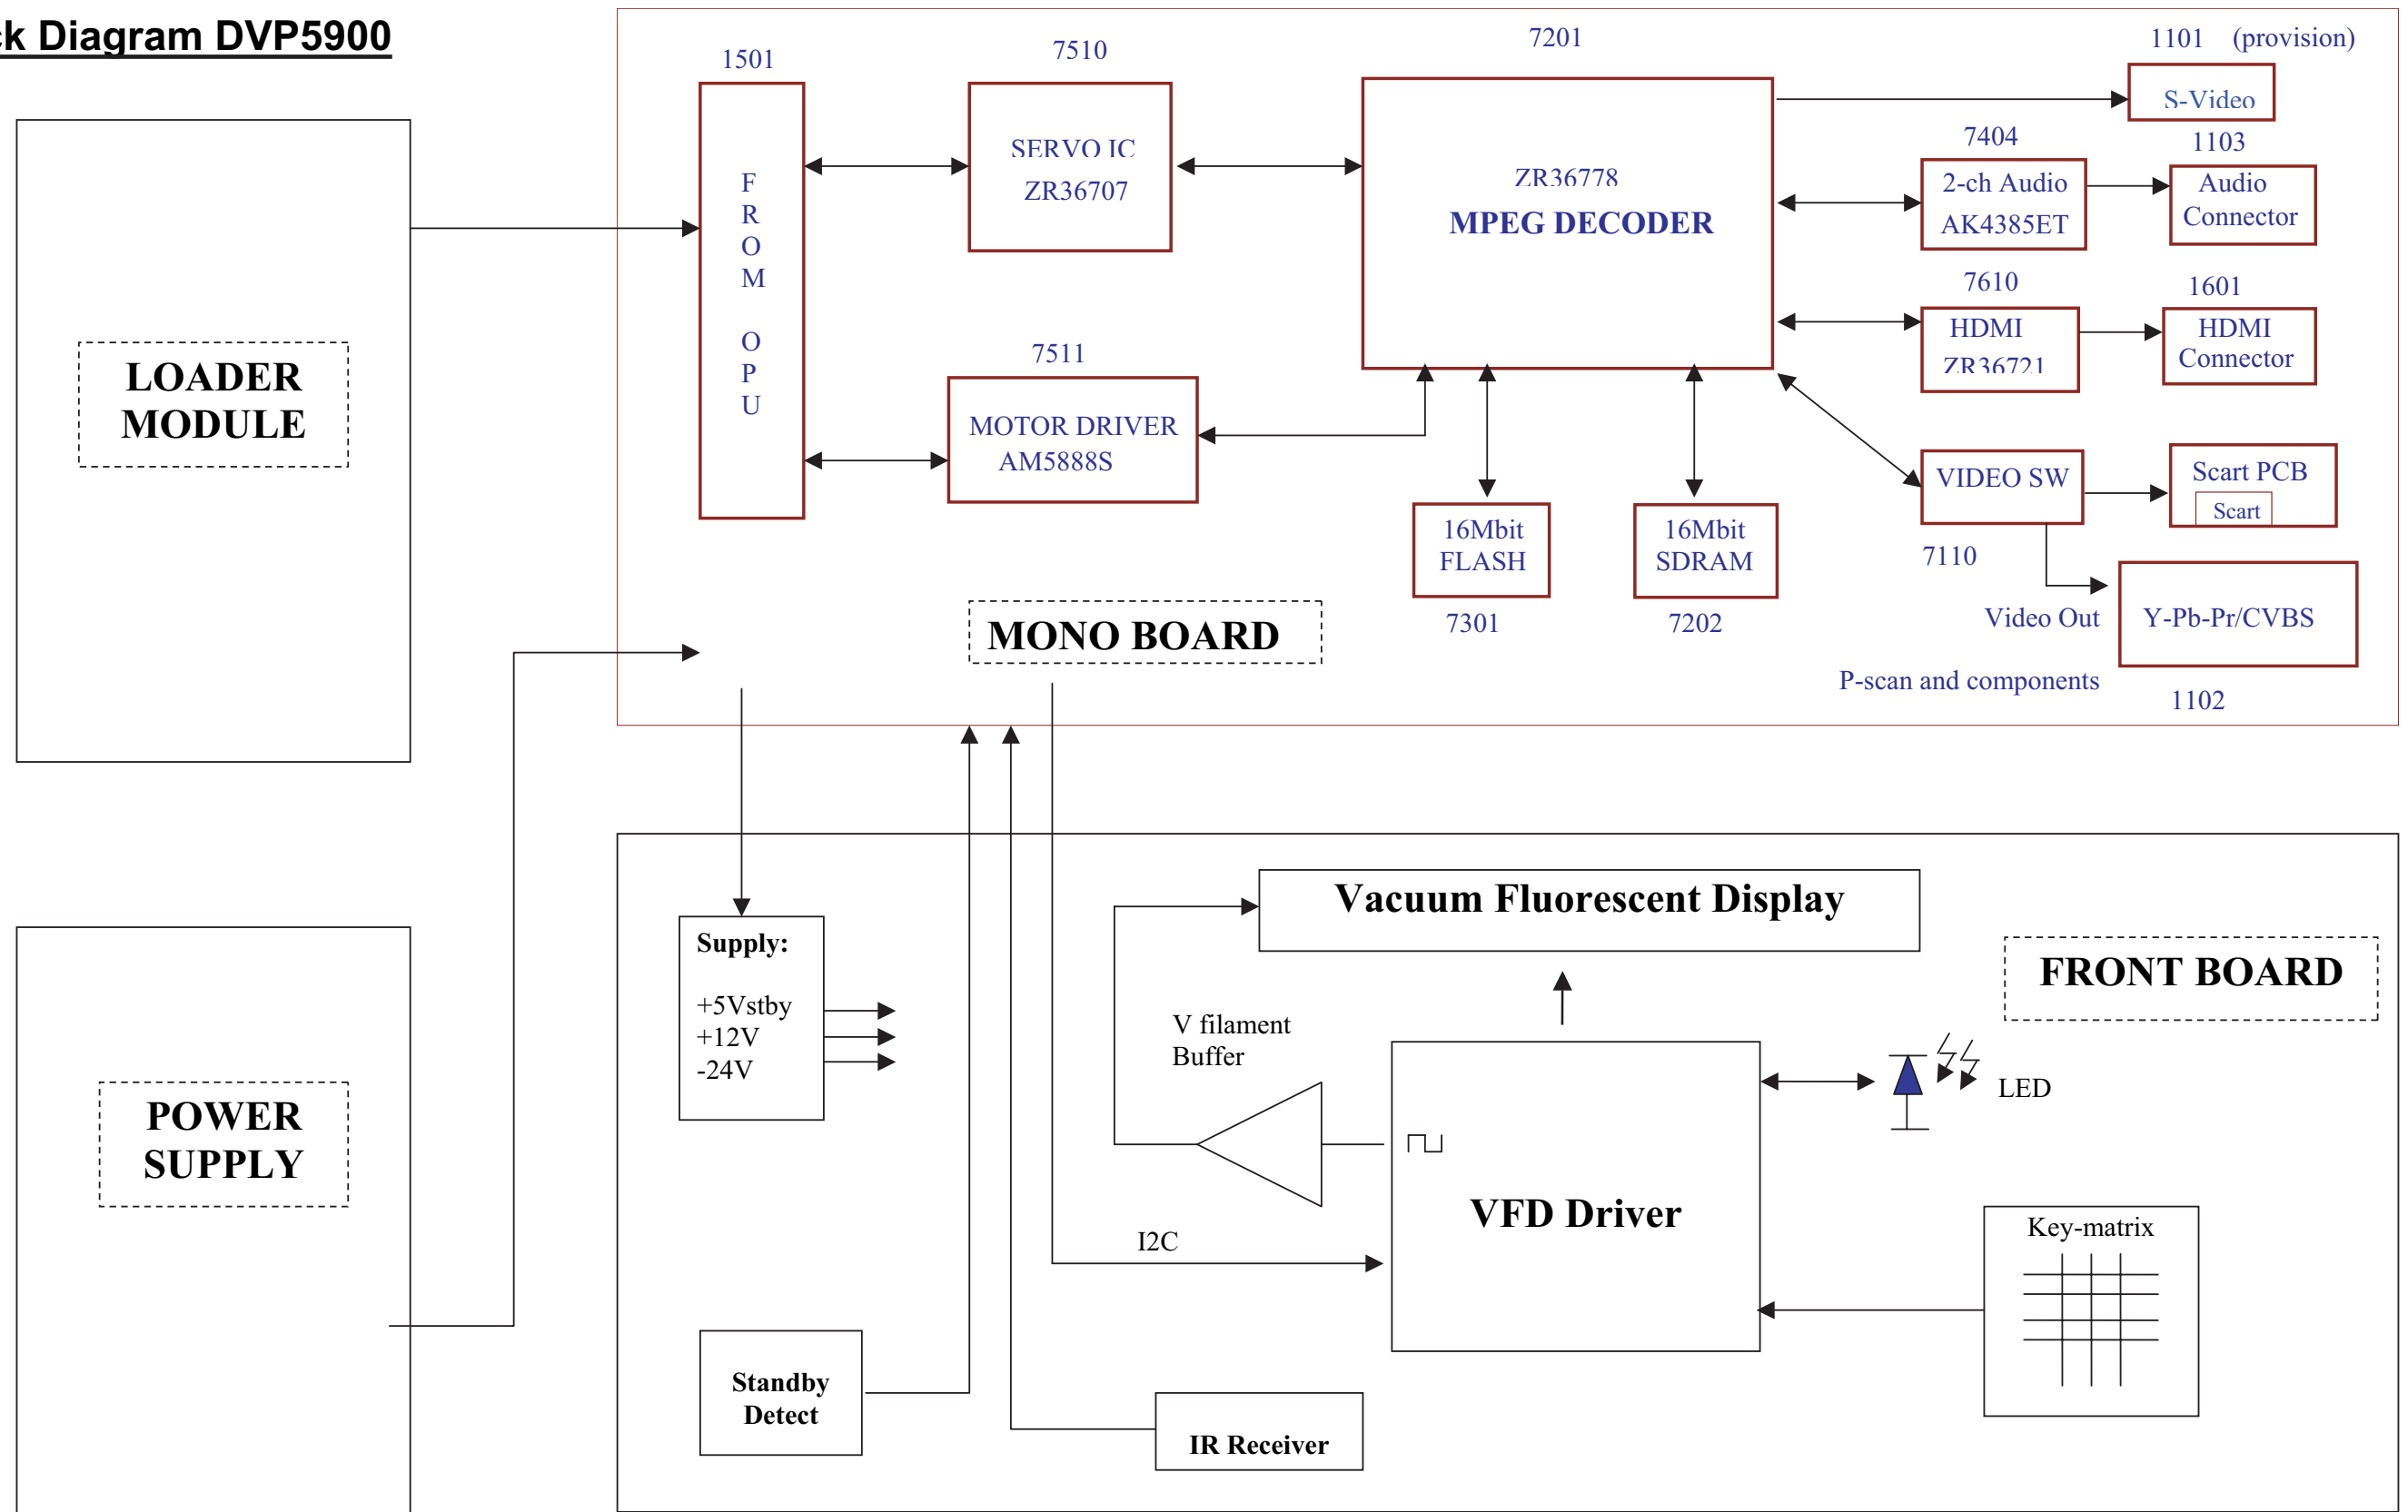 ck Diagram DVP5900
1501
7510
7201
1101 (provision)
S-Video
FROM OPU
SERVO IC
ZR36707
ZR36778
MPEG DECODER
7404
2-ch Audio
AK4385ET
1103
Audio
Connector
7610
HDMI
ZR36721
1601
HDMI
Connector
7511
MOTOR DRIVER
AM5888S
LOADER
MODULE
VIDEO SW
7110
Scart PCB
Scart
16Mbit
FLASH
7301
16Mbit
SDRAM
7202
Video Out
Y-Pb-Pr/CVBS
P-scan and components
1102
MONO BOARD
Vacuum Fluorescent Display
FRONT BOARD
Supply:
+5Vstby
+12V
-24V
V filament
Buffer
LED
POWER
SUPPLY
VFD Driver
I2C
Key-matrix
Standby
Detect
IR Receiver